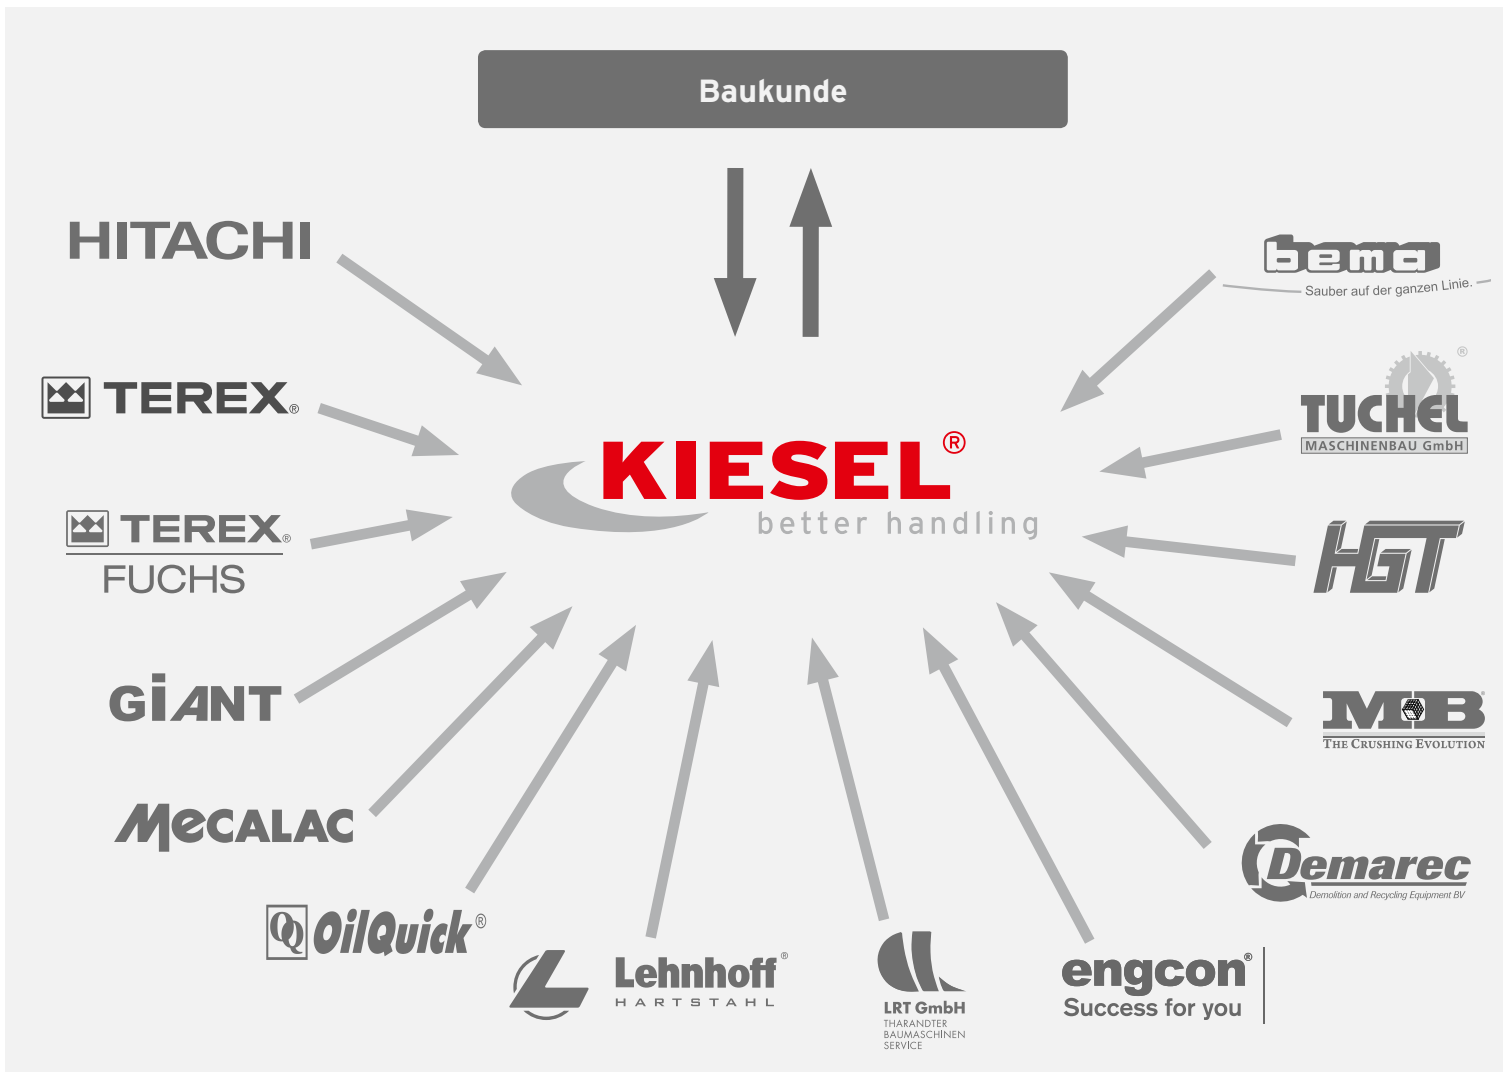 Baukunde
HITACHI
TEREX®
TEREX®
FUCHS
GiANT
MECALAC
QQ OilQuick®
Lehnhoff®
HARTSTAHL
LRT GmbH
THARANDTER
BAUMASCHINEN
SERVICE
engcon®
Success for you
KIESEL®
better handling
bema
Sauber auf der ganzen Linie.
®
TUCHEL
MASCHINENBAU GmbH
HGT
MB®
THE CRUSHING EVOLUTION
Demarec
Demolition and Recycling Equipment BV